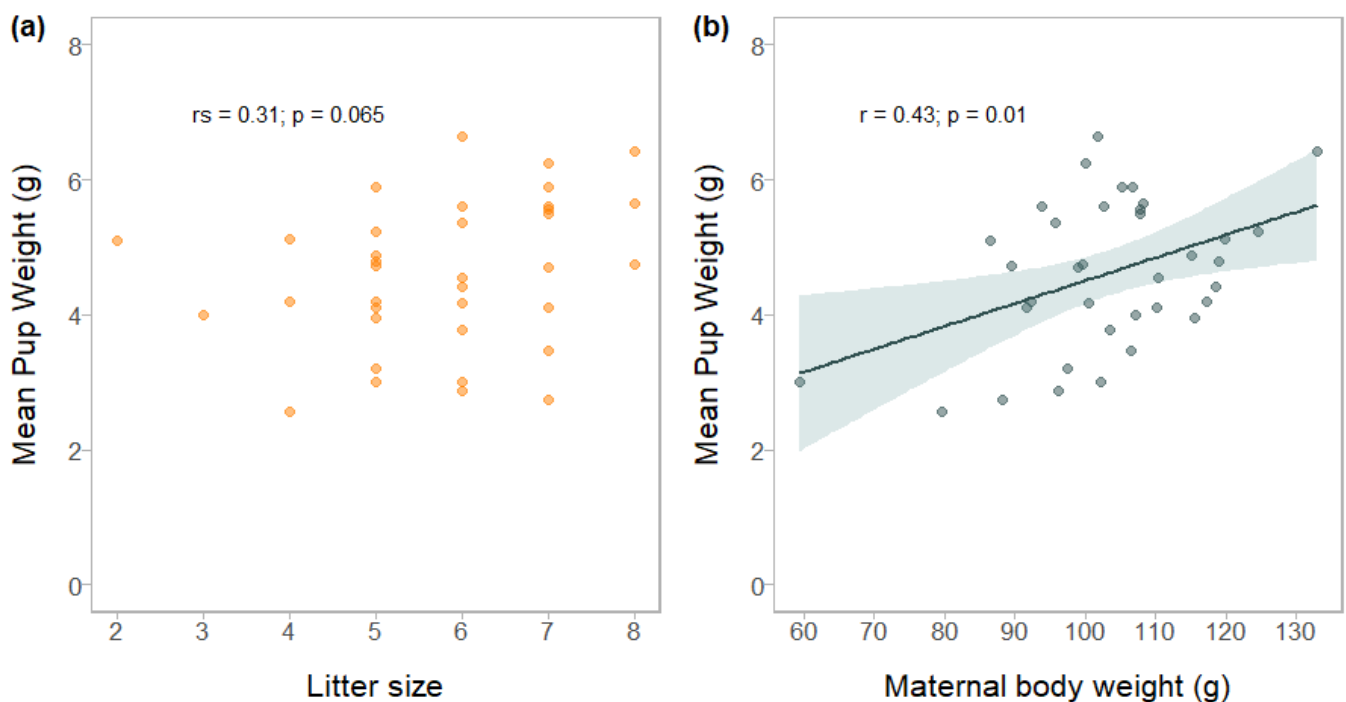 (a)
8
6
4
2
0
Mean Pup Weight (g)
rs = 0.31; p = 0.065
2 3 4 5 6 7 8
Litter size
(b)
8
6
4
2
0
Mean Pup Weight (g)
r = 0.43; p = 0.01
60 70 80 90 100 110 120 130
Maternal body weight (g)